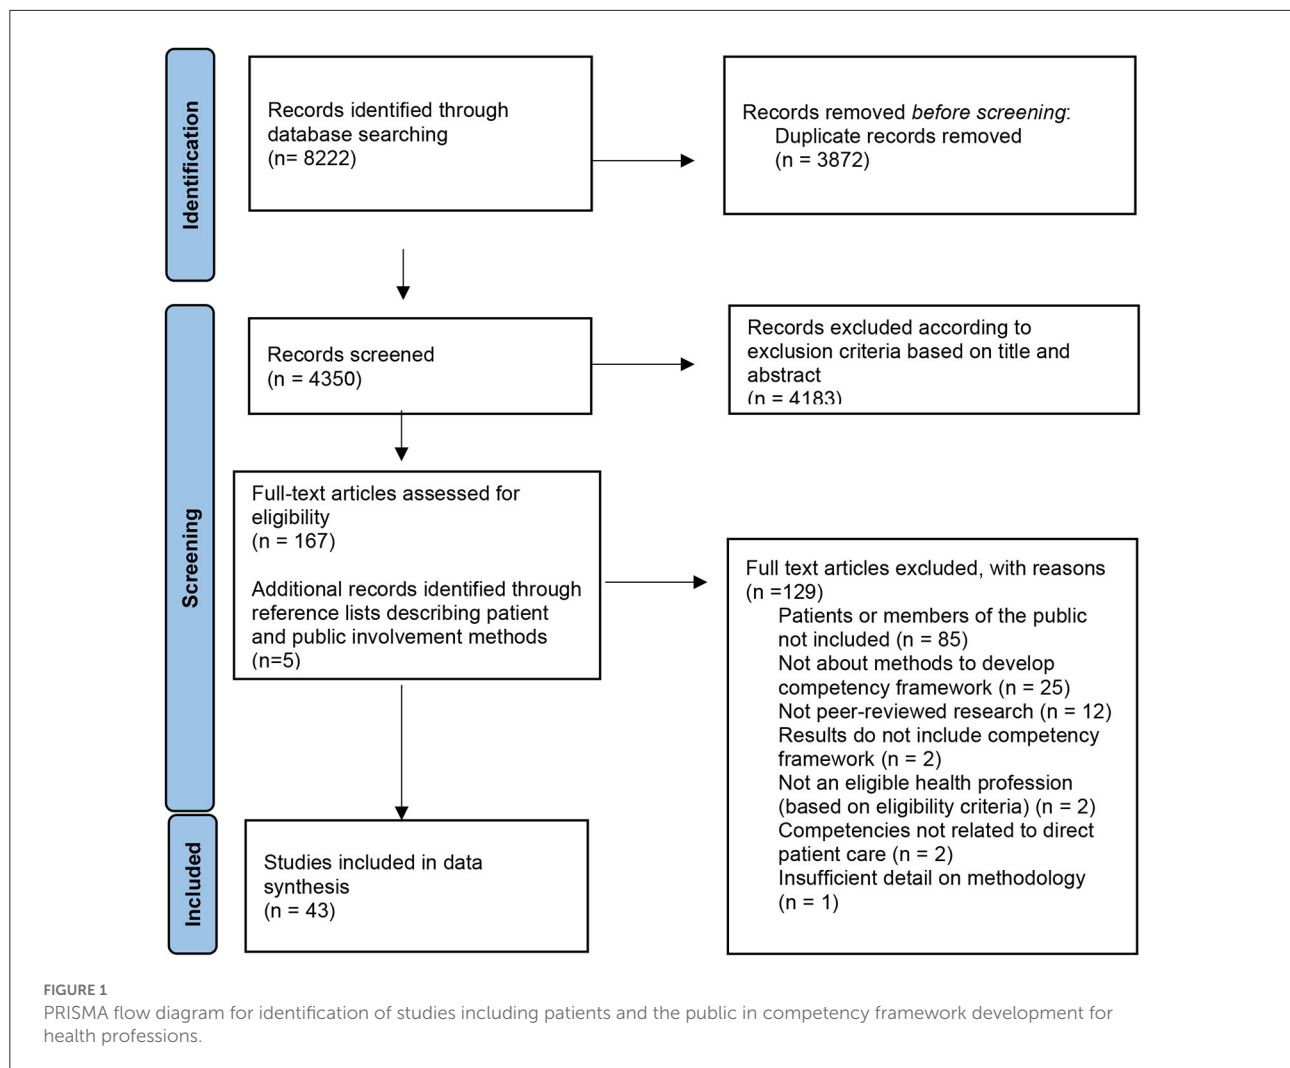 Identification
Records identified through
database searching
(n= 8222)
Records removed before screening:
Duplicate records removed
(n = 3872)
Screening
Records screened
(n = 4350)
Records excluded according to
exclusion criteria based on title and
abstract
(n = 4183)
Full-text articles assessed for
eligibility
(n = 167)
Additional records identified through
reference lists describing patient
and public involvement methods
(n=5)
Full text articles excluded, with reasons
(n =129)
Patients or members of the public
not included (n = 85)
Not about methods to develop
competency framework (n = 25)
Not peer-reviewed research (n = 12)
Results do not include competency
framework (n = 2)
Not an eligible health profession
(based on eligibility criteria) (n = 2)
Competencies not related to direct
patient care (n = 2)
Insufficient detail on methodology
(n = 1)
Included
Studies included in data
synthesis
(n = 43)
FIGURE 1
PRISMA flow diagram for identification of studies including patients and the public in competency framework development for
health professions.